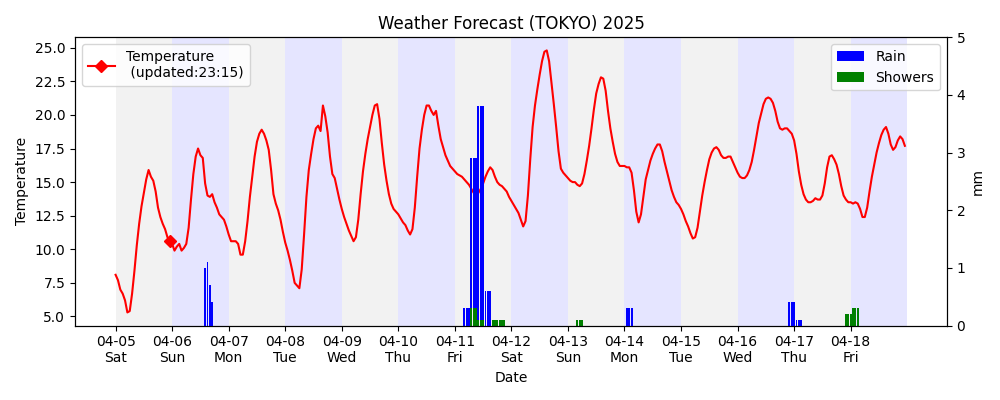 Weather Forecast (TOKYO) 2025
Temperature
(updated:23:15)
Rain
Showers
25.0
22.5
20.0
17.5
15.0
12.5
10.0
7.5
5.0
Temperature
5
4
3
2
1
0
mm
04-05 04-06 04-07 04-08 04-09 04-10 04-11 04-12 04-13 04-14 04-15 04-16 04-17 04-18
Sat Sun Mon Tue Wed Thu Fri Sat Sun Mon Tue Wed Thu Fri
Date